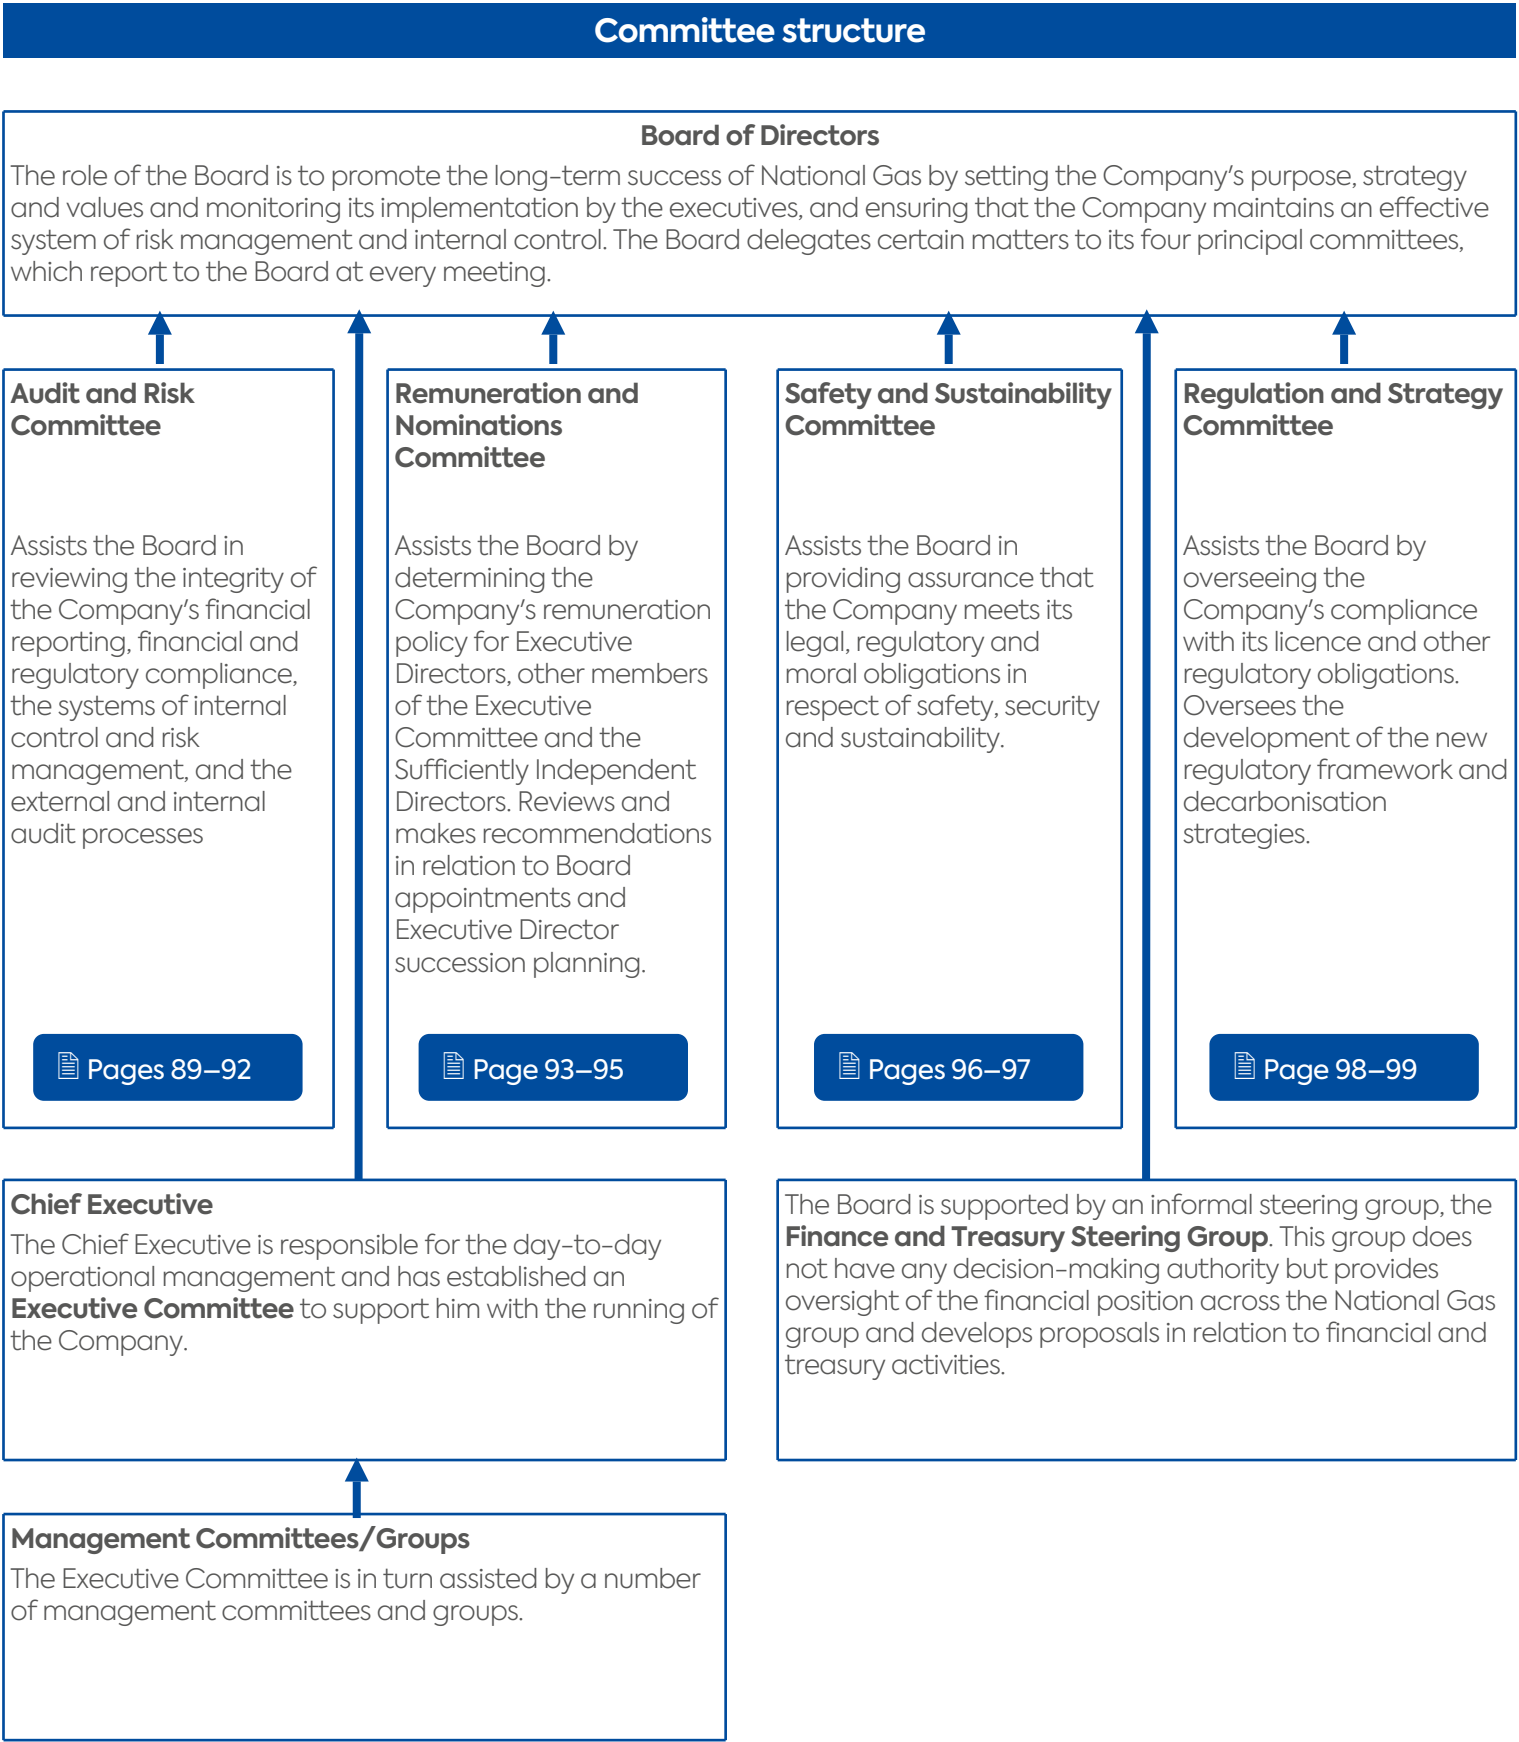 Committee structure
Board of Directors
The role of the Board is to promote the long-term success of National Gas by setting the Company's purpose, strategy
and values and monitoring its implementation by the executives, and ensuring that the Company maintains an effective
system of risk management and internal control. The Board delegates certain matters to its four principal committees,
which report to the Board at every meeting.
Audit and Risk
Committee
Assists the Board in
reviewing the integrity of
the Company's financial
reporting, financial and
regulatory compliance,
the systems of internal
control and risk
management, and the
external and internal
audit processes
Pages 89–92
Remuneration and
Nominations
Committee
Assists the Board by
determining the
Company's remuneration
policy for Executive
Directors, other members
of the Executive
Committee and the
Sufficiently Independent
Directors. Reviews and
makes recommendations
in relation to Board
appointments and
Executive Director
succession planning.
Page 93–95
Safety and Sustainability
Committee
Assists the Board in
providing assurance that
the Company meets its
legal, regulatory and
moral obligations in
respect of safety, security
and sustainability.
Pages 96–97
Regulation and Strategy
Committee
Assists the Board by
overseeing the
Company's compliance
with its licence and other
regulatory obligations.
Oversees the
development of the new
regulatory framework and
decarbonisation
strategies.
Page 98–99
Chief Executive
The Chief Executive is responsible for the day-to-day
operational management and has established an
Executive Committee to support him with the running of
the Company.
The Board is supported by an informal steering group, the
Finance and Treasury Steering Group. This group does
not have any decision-making authority but provides
oversight of the financial position across the National Gas
group and develops proposals in relation to financial and
treasury activities.
Management Committees/Groups
The Executive Committee is in turn assisted by a number
of management committees and groups.